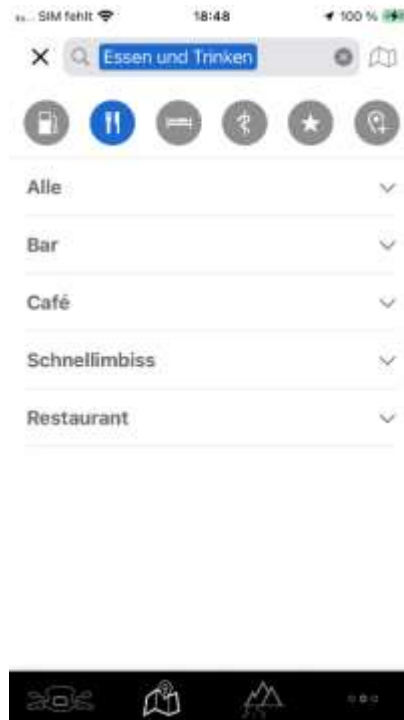 SIM fehlt 18:48 100 %
Essen und Trinken
Alle
Bar
Café
Schnellimbiss
Restaurant